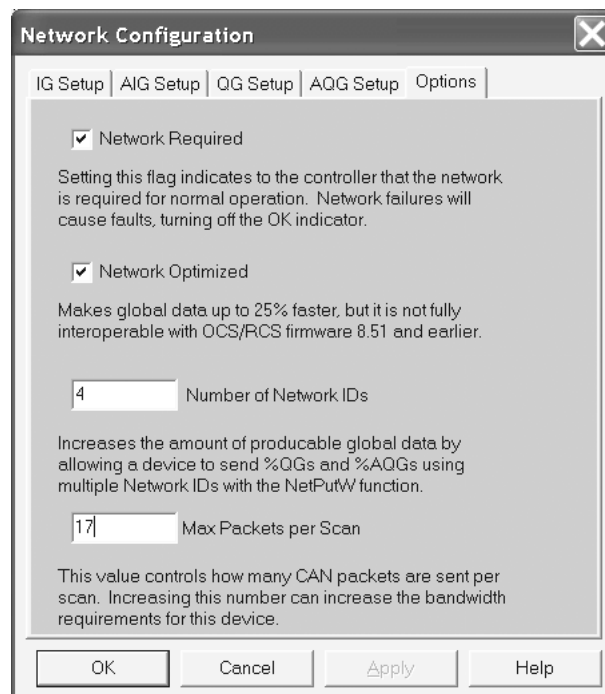 Network Configuration
IG Setup AIG Setup QG Setup AQG Setup Options
Network Required
Setting this flag indicates to the controller that the network
is required for normal operation. Network failures will
cause faults, turning off the OK indicator.
Network Optimized
Makes global data up to 25% faster, but it is not fully
interoperable with OCS/RCS firmware 8.51 and earlier.
4 Number of Network IDs
Increases the amount of producable global data by
allowing a device to send %QGs and %AQGs using
multiple Network IDs with the NetPutW function.
17 Max Packets per Scan
This value controls how many CAN packets are sent per
scan. Increasing this number can increase the bandwidth
requirements for this device.
OK Cancel Apply Help